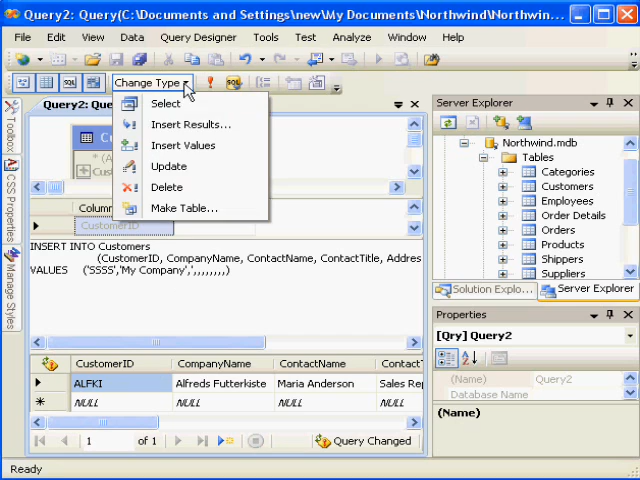 Query2: Query(C:\Documents and Settings\new\My Documents\Northwind\Northwin...
File Edit View Data Query Designer Tools Test Analyze Window Help
Change Type
Query2: Que
Select
Insert Results...
Insert Values
Update
Delete
Make Table...
Toolbox
CSS Properties
Manage Styles
* (A
Cust
Column
CustomerID
INSERT INTO Customers
(CustomerID, CompanyName, ContactName, ContactTitle, Address
VALUES ('SSSS','My Company',',,,,,,,,,)
CustomerID CompanyName ContactName ContactT
ALFKI Alfreds Futterkiste Maria Anderson Sales Rep
NULL NULL NULL NULL
1 of 1 Query Changed
Server Explorer
Northwind.mdb
Tables
Categories
Customers
Employees
Order Details
Orders
Products
Shippers
Suppliers
Solution Explo... Server Explorer
Properties
[Qry] Query2
(Name) Query2
Database Name
(Name)
Ready